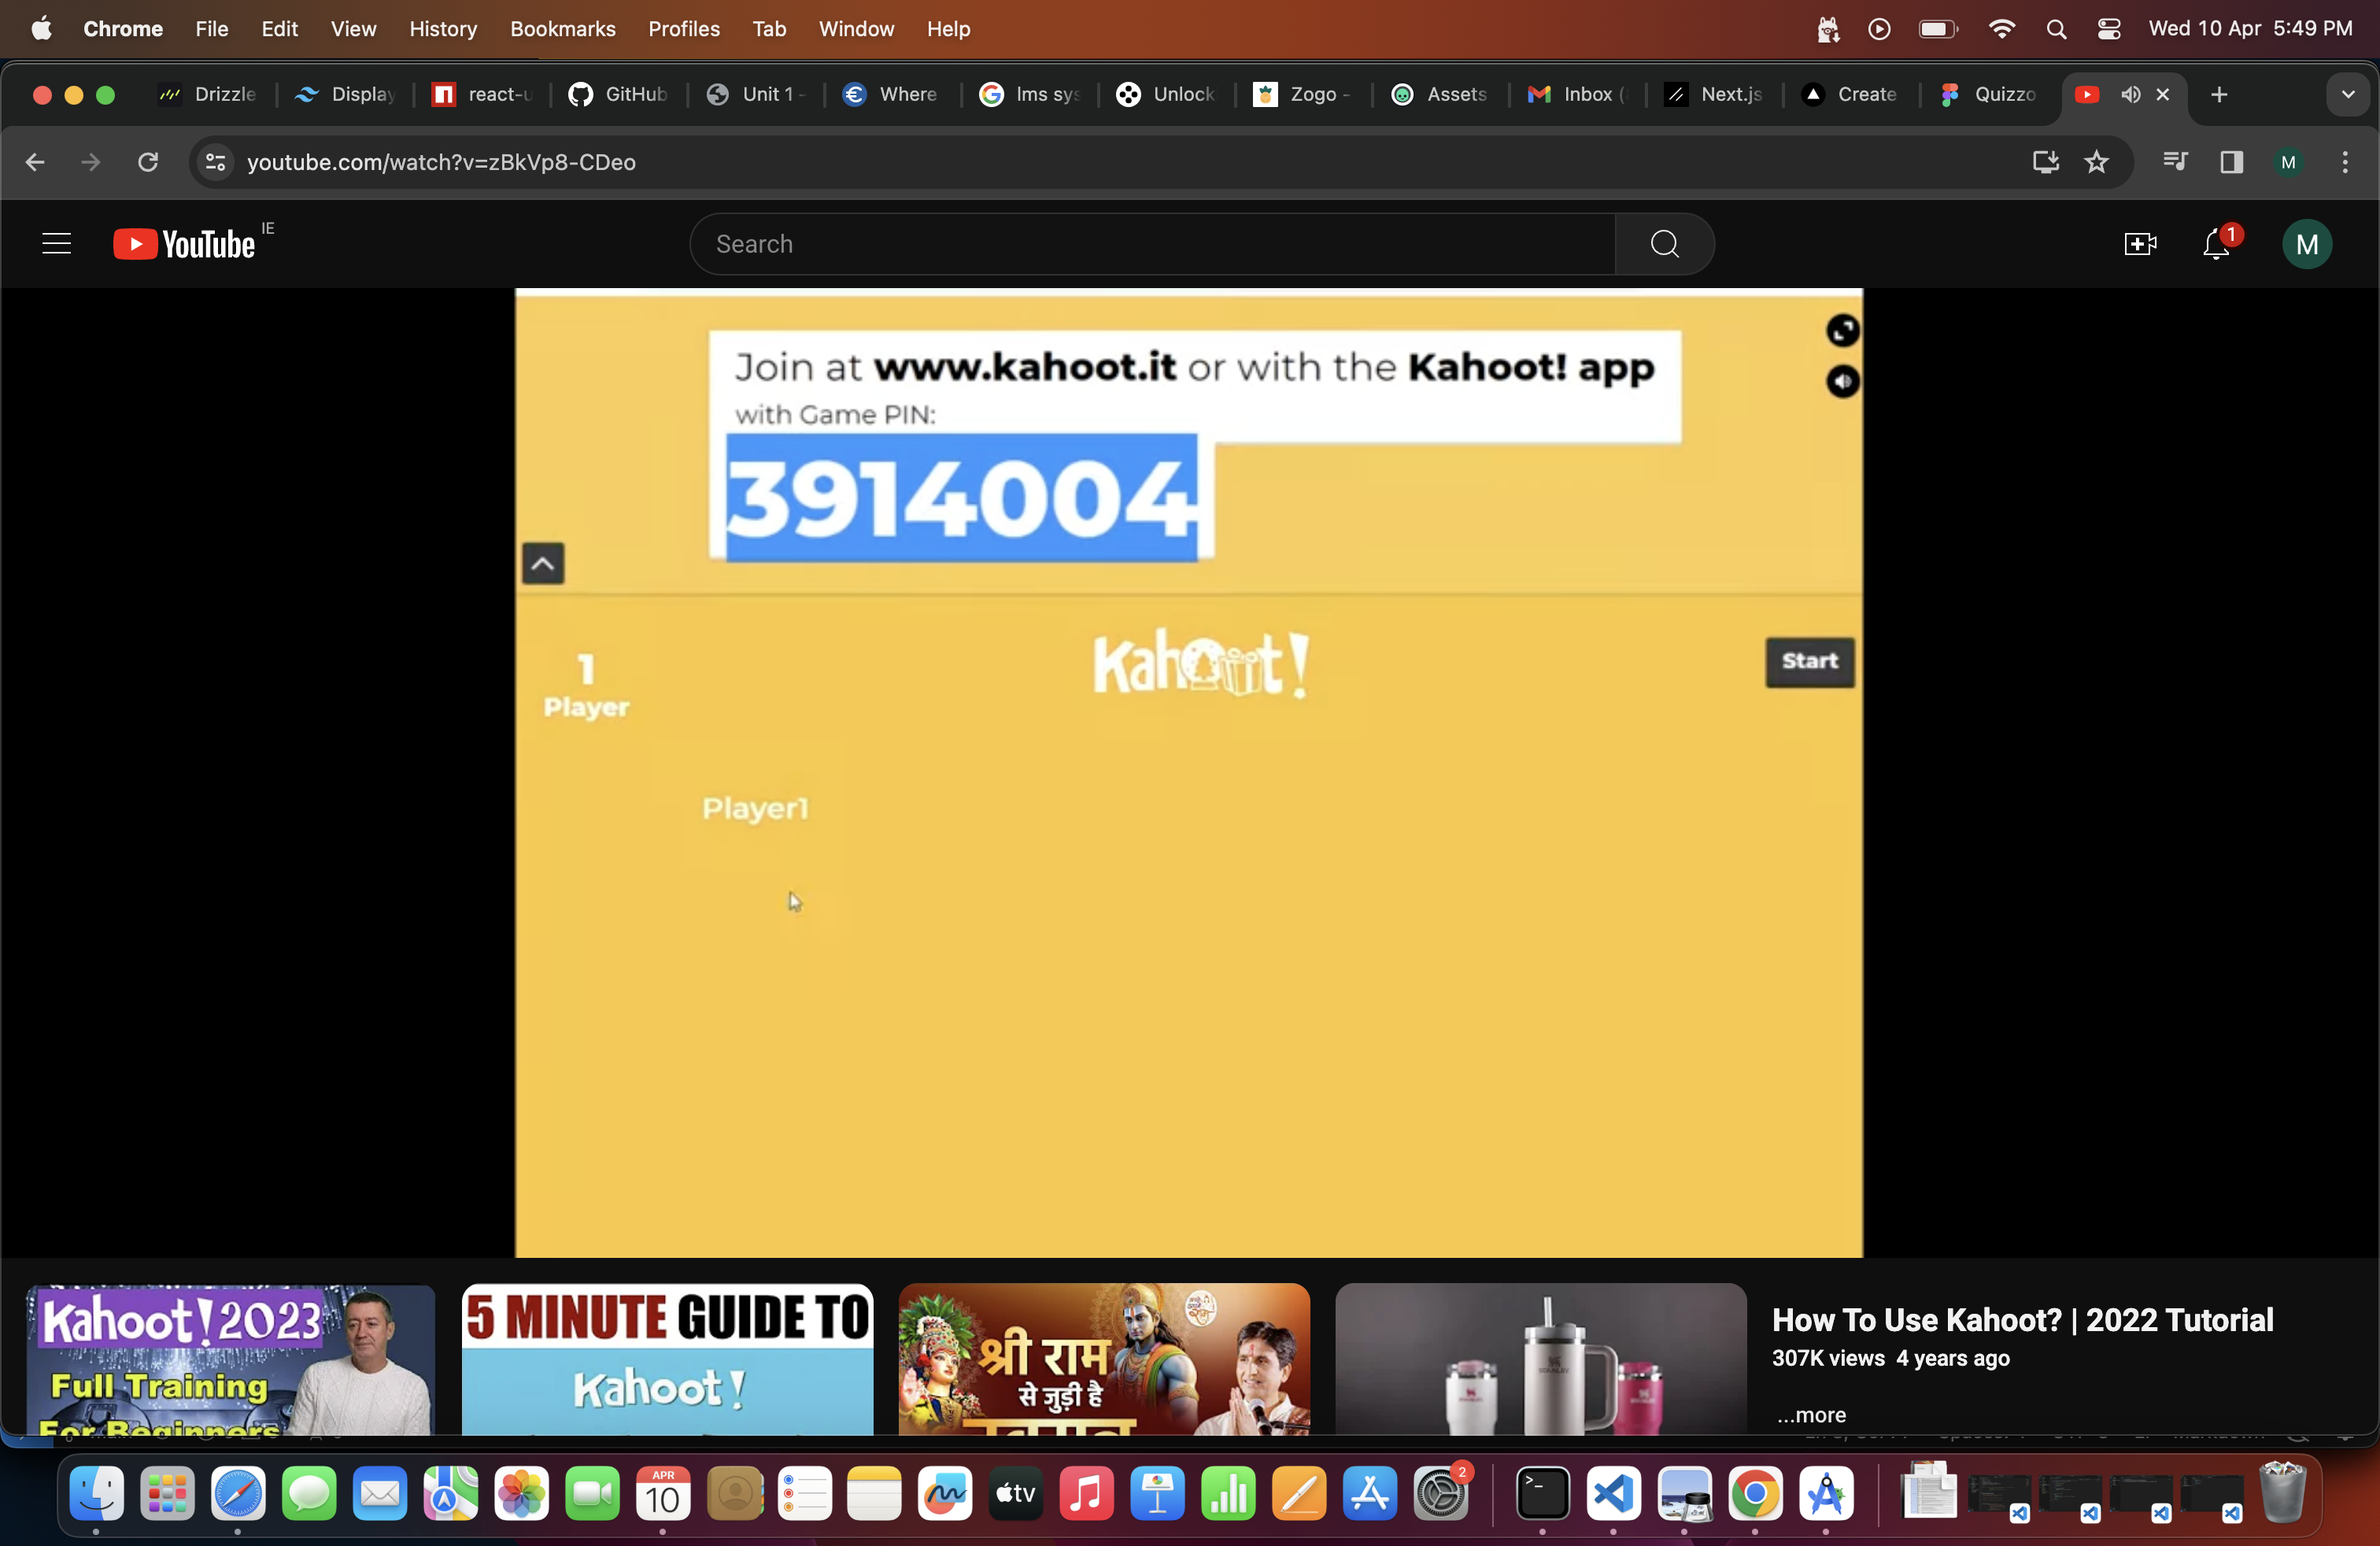 Chrome File Edit View History Bookmarks Profiles Tab Window Help Wed 10 Apr 5:49 PM
Drizzle Display react-u GitHub Unit 1 - Where lms sys Unlock Zogo - Assets Inbox ( Next.js Create Quizzo
youtube.com/watch?v=zBkVp8-CDeo M
YouTube IE Search 1 M
Join at www.kahoot.it or with the Kahoot! app
with Game PIN:
3914004
Kahoot!
Start
1
Player
Player1
Kahoot!2023
Full Training
For Beginners
5 MINUTE GUIDE TO
Kahoot!
श्री राम
से जुड़ी है
STANLEY
How To Use Kahoot? | 2022 Tutorial
307K views 4 years ago
...more
APR
10
tv
2